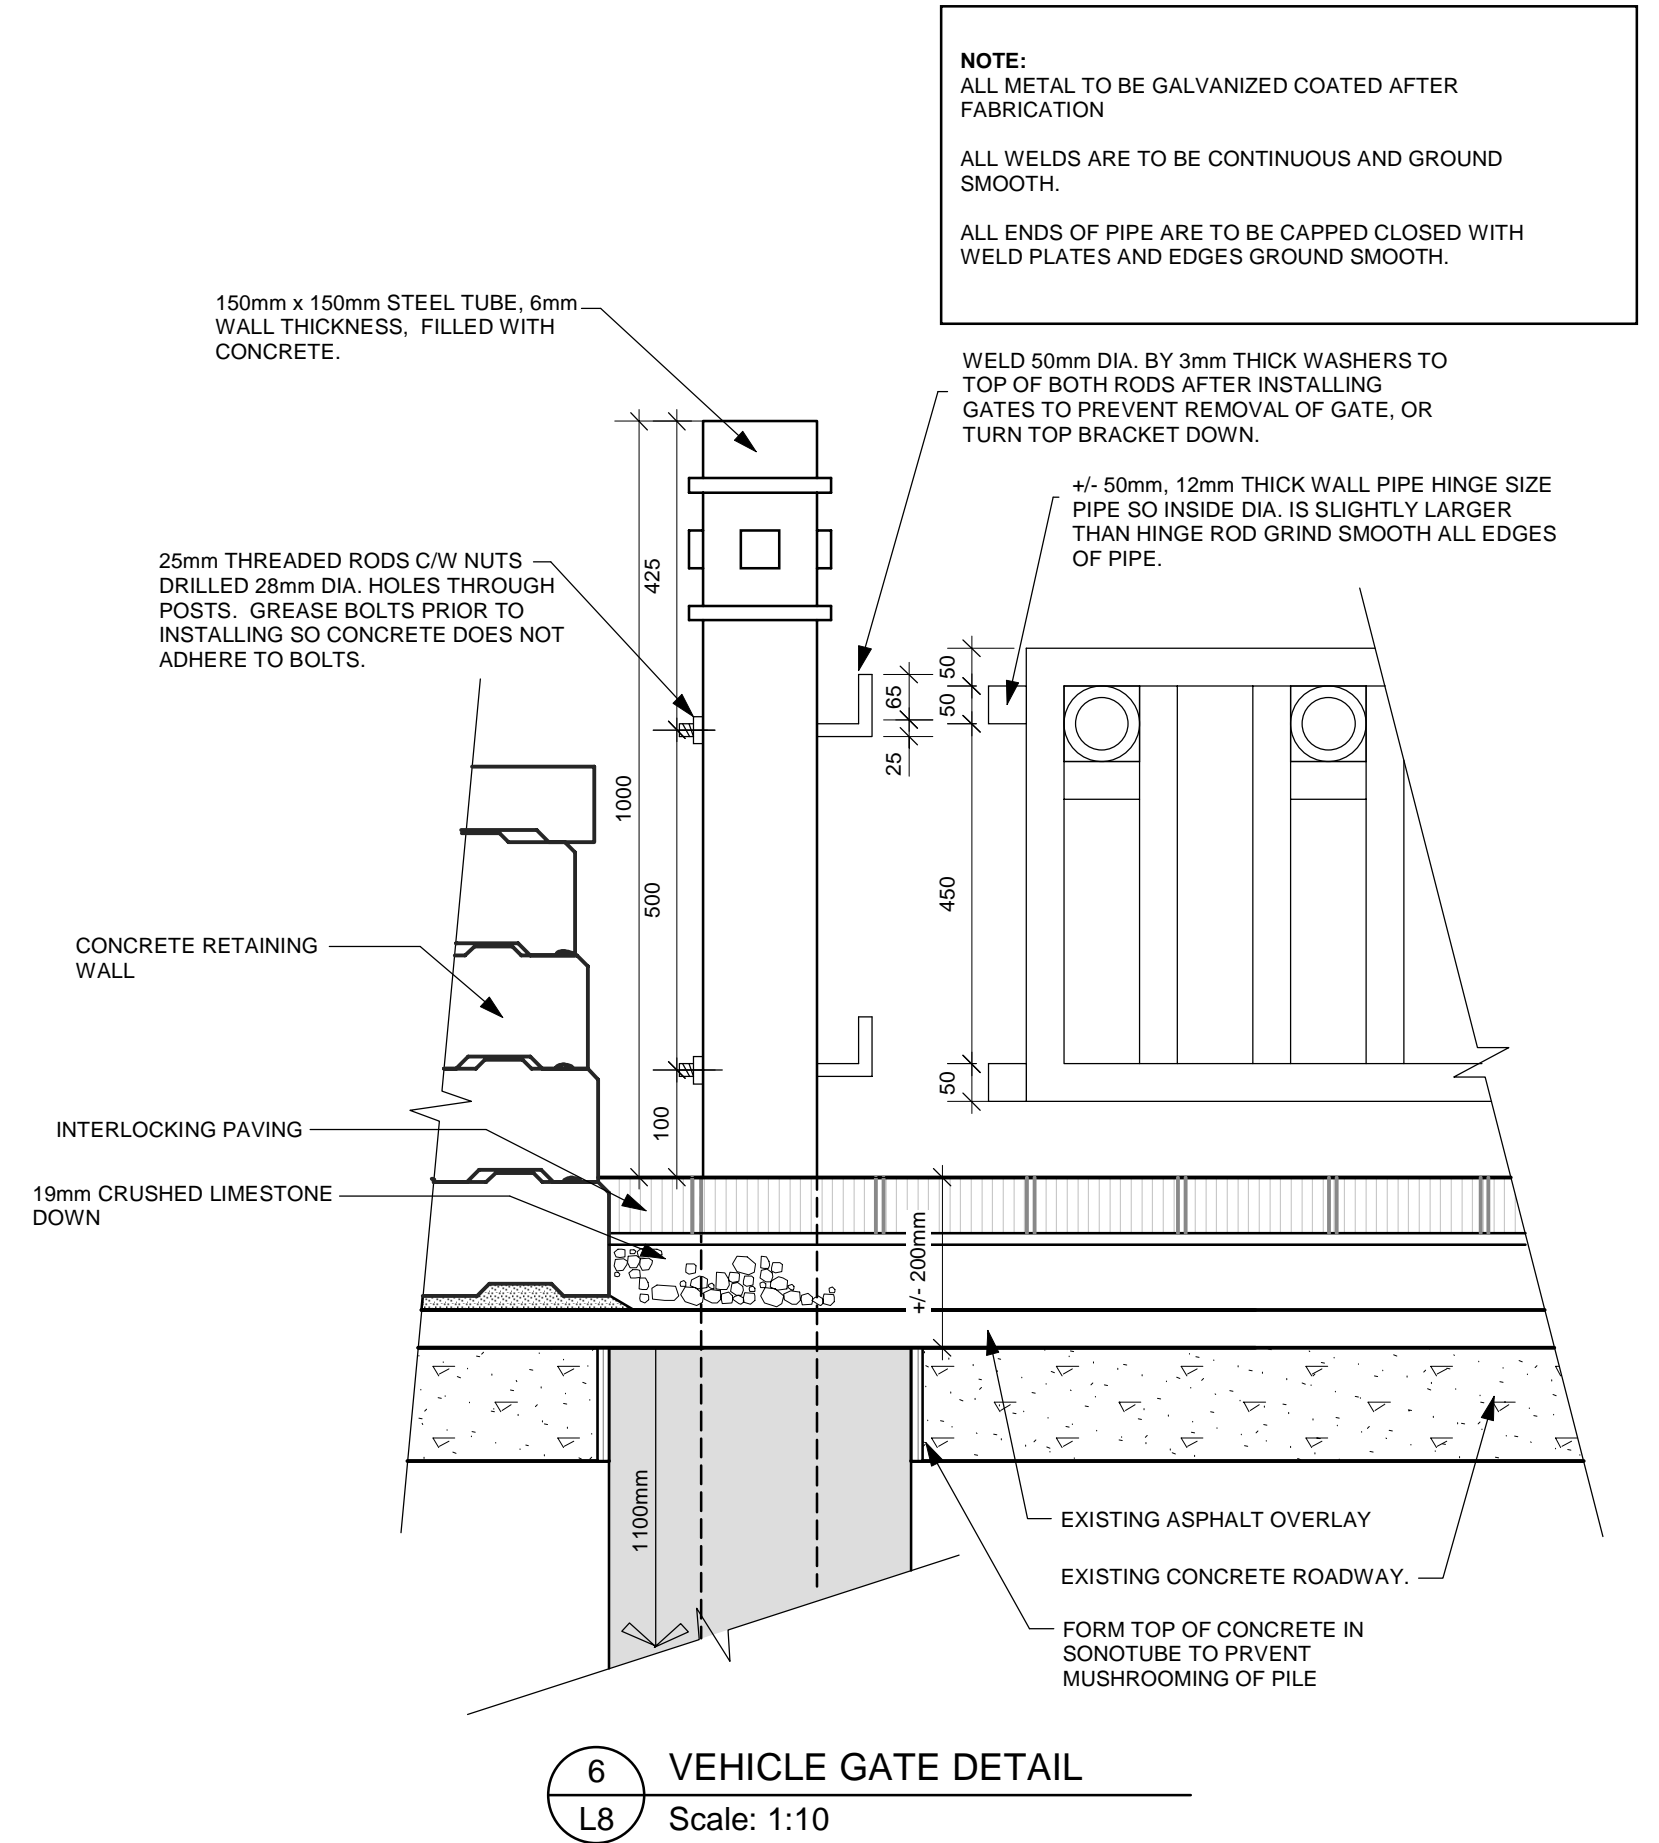 NOTE:
ALL METAL TO BE GALVANIZED COATED AFTER
FABRICATION
ALL WELDS ARE TO BE CONTINUOUS AND GROUND
SMOOTH.
ALL ENDS OF PIPE ARE TO BE CAPPED CLOSED WITH
WELD PLATES AND EDGES GROUND SMOOTH.
150mm x 150mm STEEL TUBE, 6mm
WALL THICKNESS, FILLED WITH
CONCRETE.
WELD 50mm DIA. BY 3mm THICK WASHERS TO
TOP OF BOTH RODS AFTER INSTALLING
GATES TO PREVENT REMOVAL OF GATE, OR
TURN TOP BRACKET DOWN.
+/- 50mm, 12mm THICK WALL PIPE HINGE SIZE
PIPE SO INSIDE DIA. IS SLIGHTLY LARGER
THAN HINGE ROD GRIND SMOOTH ALL EDGES
OF PIPE.
25mm THREADED RODS C/W NUTS
DRILLED 28mm DIA. HOLES THROUGH
POSTS. GREASE BOLTS PRIOR TO
INSTALLING SO CONCRETE DOES NOT
ADHERE TO BOLTS.
425
1000
500
100
65
25
50
50
450
50
CONCRETE RETAINING
WALL
INTERLOCKING PAVING
19mm CRUSHED LIMESTONE
DOWN
+/- 200mm
1100mm
EXISTING ASPHALT OVERLAY
EXISTING CONCRETE ROADWAY.
FORM TOP OF CONCRETE IN
SONOTUBE TO PRVENT
MUSHROOMING OF PILE
6
L8
VEHICLE GATE DETAIL
Scale: 1:10